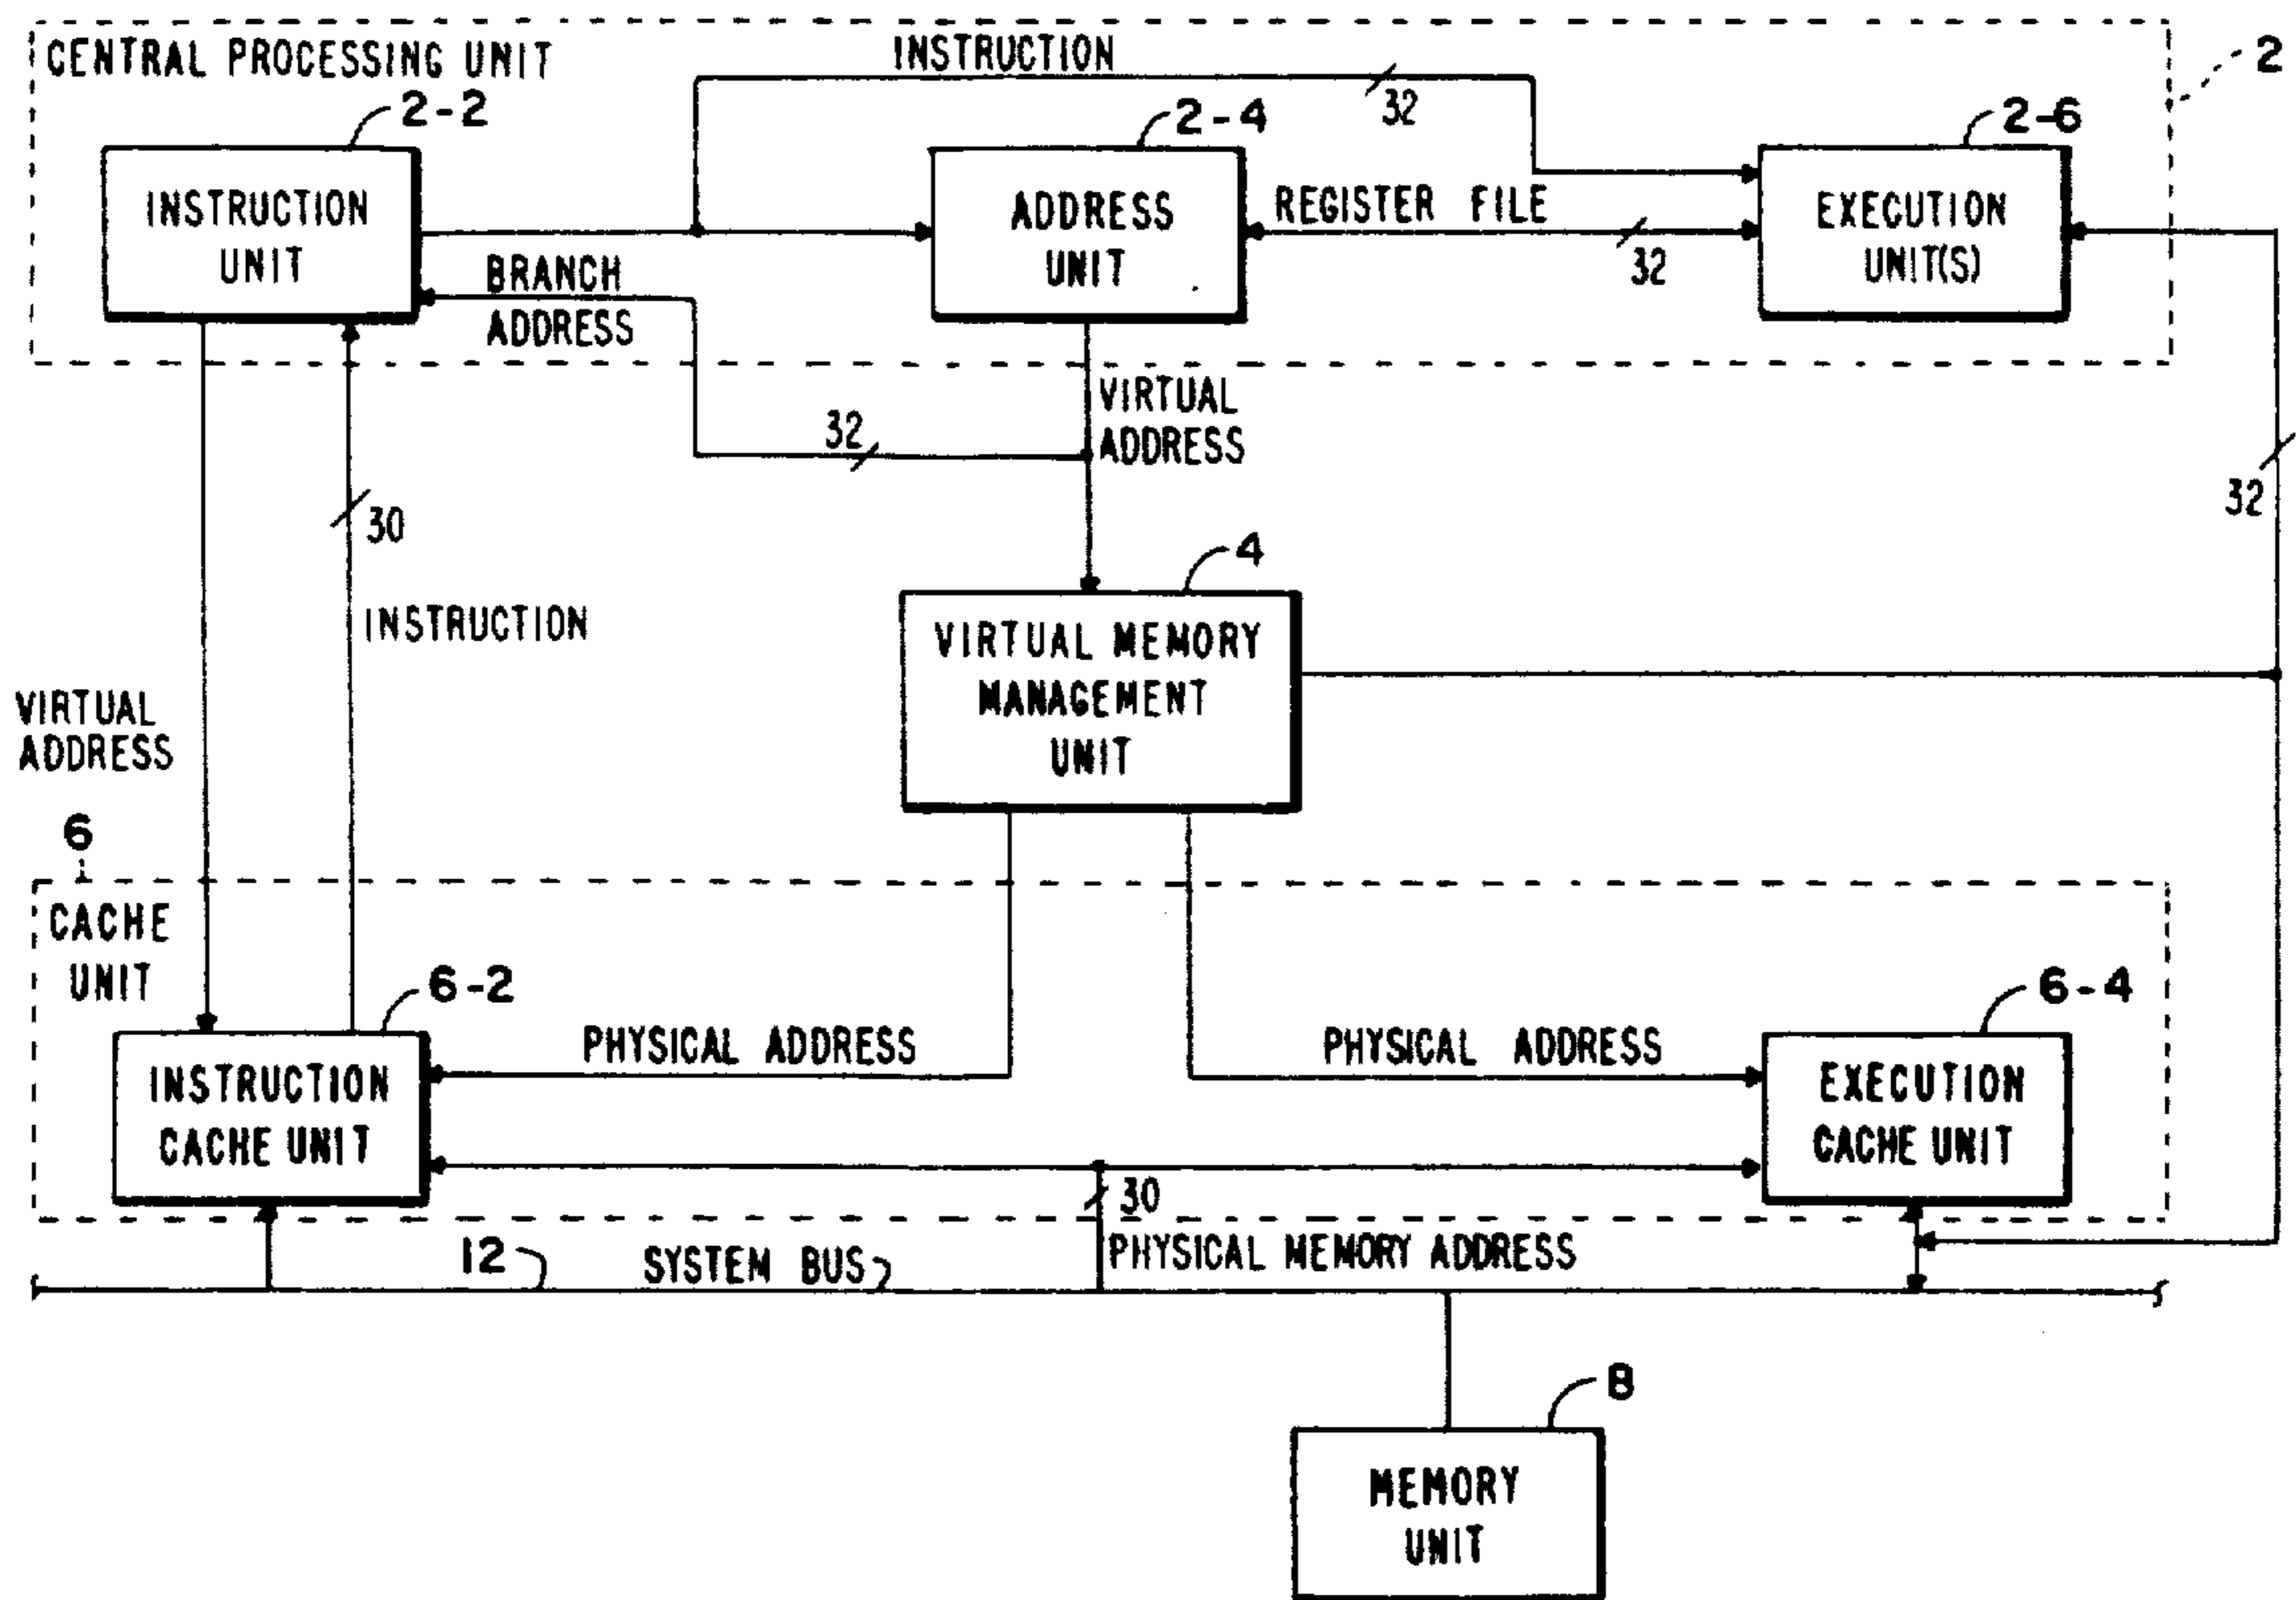 CENTRAL PROCESSING UNIT
INSTRUCTION
32
2
2-2
2-4
2-6
INSTRUCTION
UNIT
ADDRESS
UNIT
REGISTER FILE
32
EXECUTION
UNIT(S)
BRANCH
ADDRESS
32
VIRTUAL
ADDRESS
30
32
INSTRUCTION
4
VIRTUAL MEMORY
MANAGEMENT
UNIT
VIRTUAL
ADDRESS
6
CACHE
UNIT
6-2
6-4
PHYSICAL ADDRESS
PHYSICAL ADDRESS
INSTRUCTION
CACHE UNIT
EXECUTION
CACHE UNIT
30
12
SYSTEM BUS
PHYSICAL MEMORY ADDRESS
8
MEMORY
UNIT